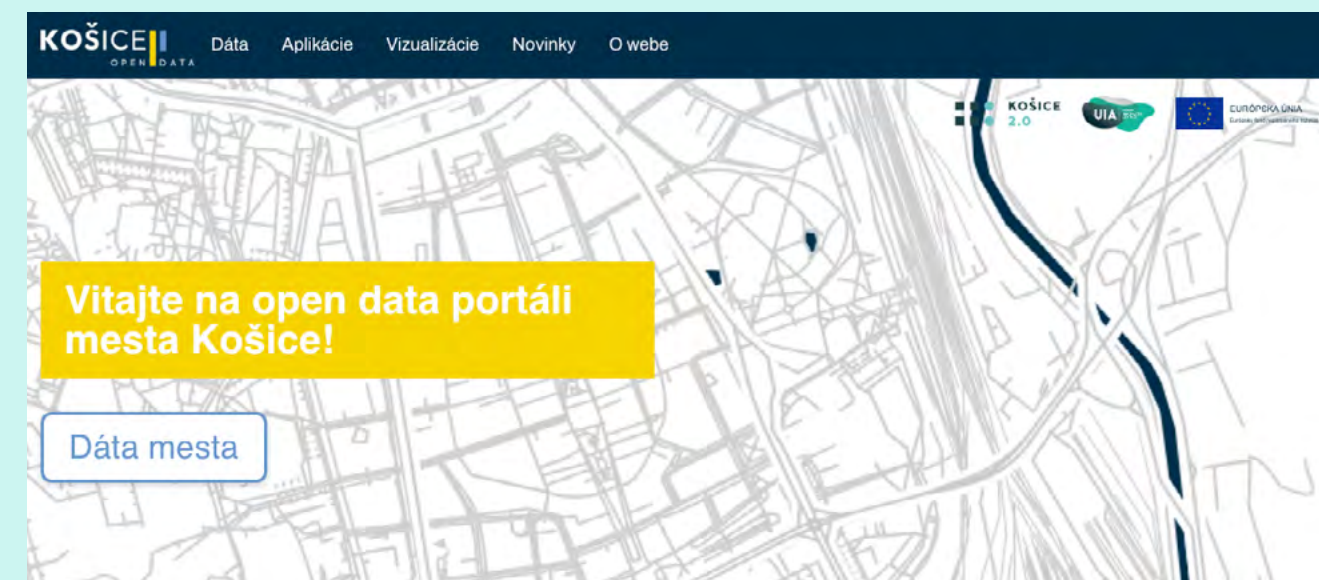 KOŠICE
OPEN DATA
Dáta Aplikácie Vizualizácie Novinky O webe
KOŠICE
2.0
UIA
EURÓPSKA ÚNIA
Vitajte na open data portáli
mesta Košice!
Dáta mesta